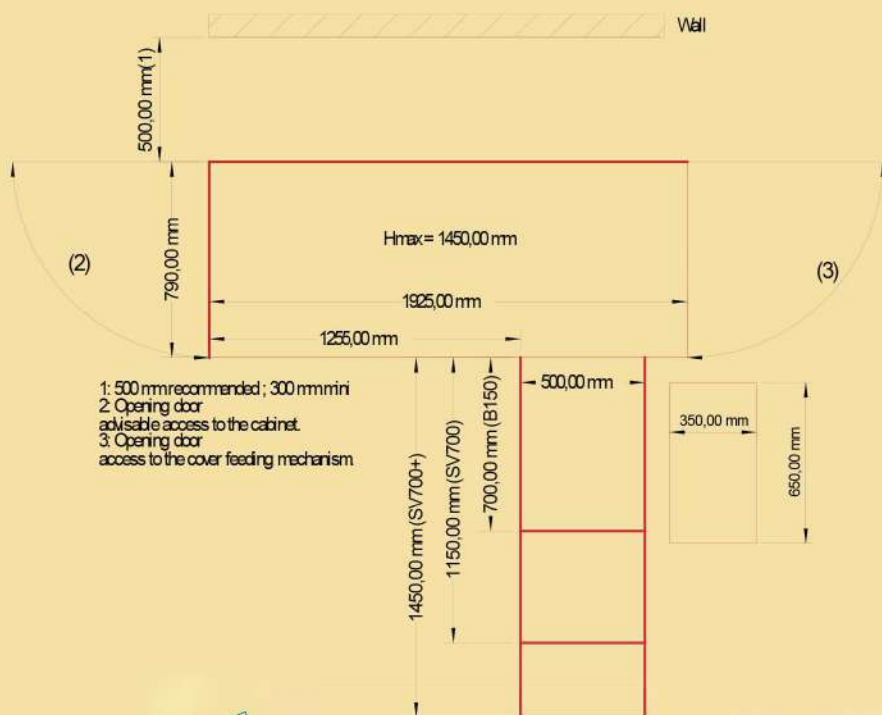 Wall
500,00 mm(1)
790,00 mm
(2)
Hmax = 1450,00 mm
(3)
1925,00 mm
1255,00 mm
1: 500 mm recommended ; 300 mm mini
2: Opening door
advisable access to the cabinet.
3: Opening door
access to the cover feeding mechanism.
1450,00 mm (SV700+)
1150,00 mm (SV700)
700,00 mm (B150)
500,00 mm
350,00 mm
650,00 mm